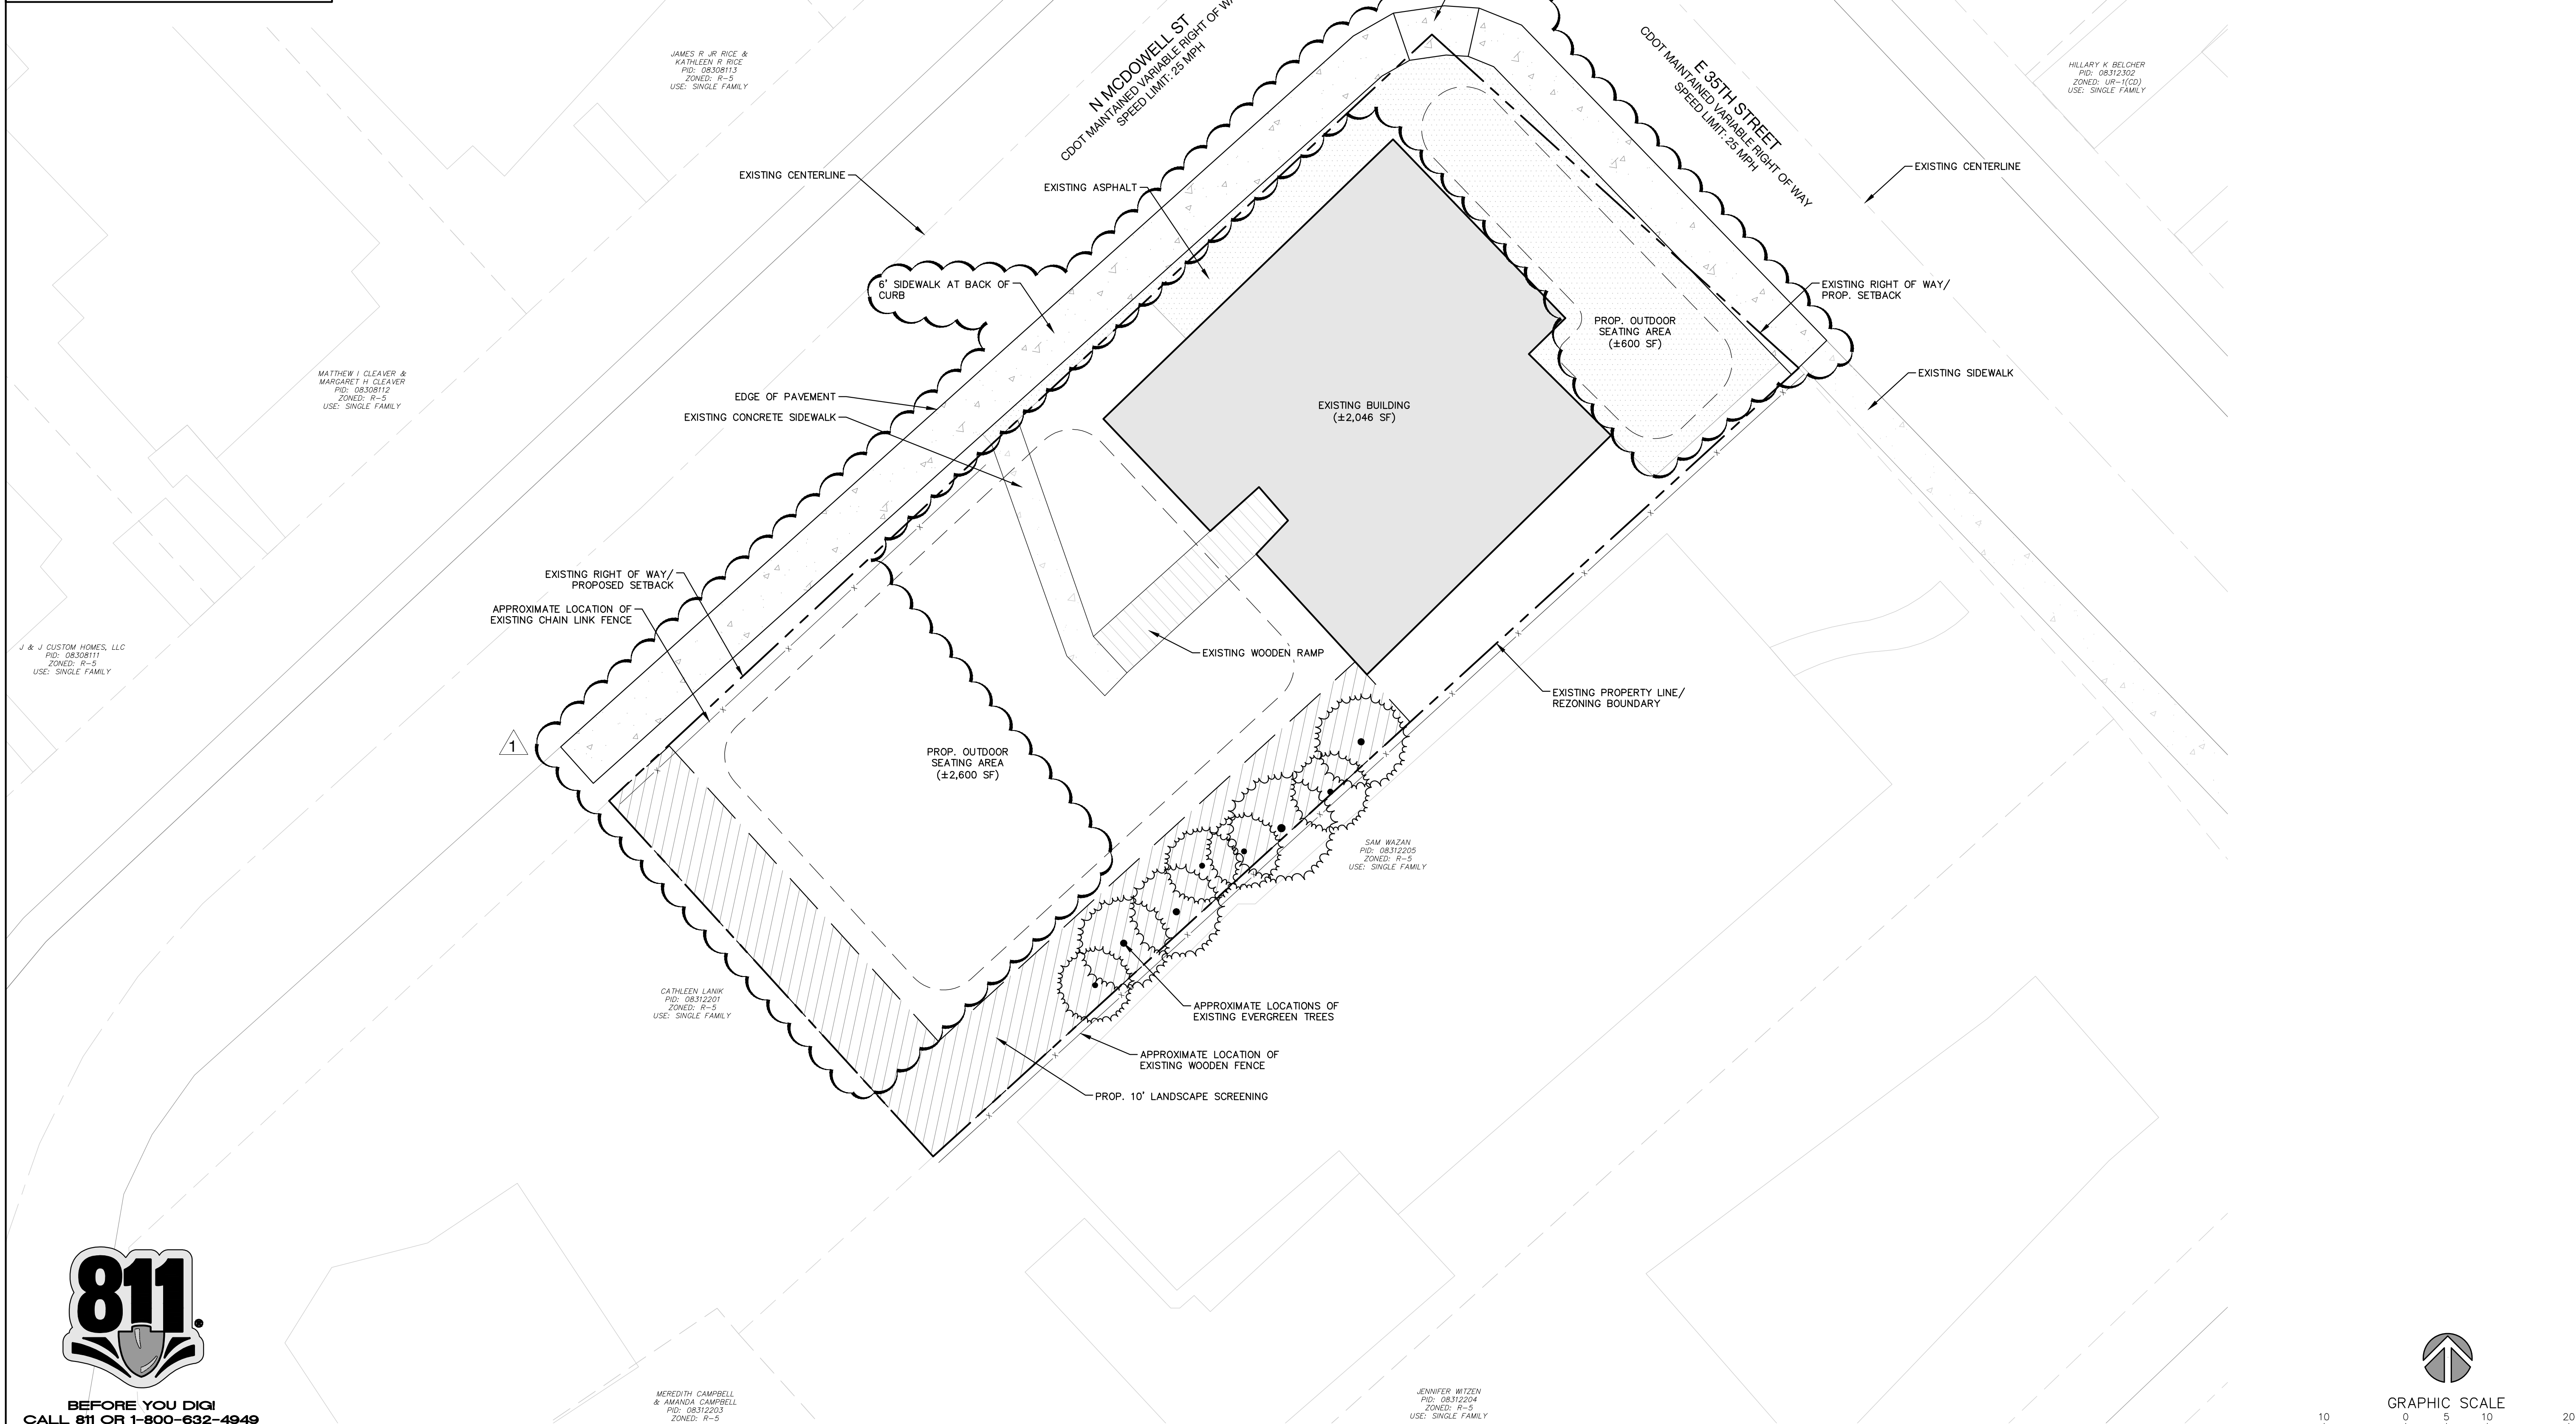 JAMES R JR RICE &
KATHLEEN R RICE
PID: 08308113
ZONED: R-5
USE: SINGLE FAMILY
N MCDOWELL ST
CDOT MAINTAINED VARIABLE RIGHT OF
SPEED LIMIT: 25 MPH
E 35TH STREET
CDOT MAINTAINED VARIABLE RIGHT OF WAY
SPEED LIMIT: 25 MPH
HILLARY K BELCHER
PID: 08312302
ZONED: UR-1(CD)
USE: SINGLE FAMILY
EXISTING CENTERLINE
EXISTING ASPHALT
EXISTING CENTERLINE
6' SIDEWALK AT BACK OF
CURB
EXISTING RIGHT OF WAY/
PROP. SETBACK
PROP. OUTDOOR
SEATING AREA
(±600 SF)
MATTHEW I CLEAVER &
MARGARET H CLEAVER
PID: 08308112
ZONED: R-5
USE: SINGLE FAMILY
EXISTING SIDEWALK
EDGE OF PAVEMENT
EXISTING CONCRETE SIDEWALK
EXISTING BUILDING
(±2,046 SF)
EXISTING RIGHT OF WAY/
PROPOSED SETBACK
APPROXIMATE LOCATION OF
EXISTING CHAIN LINK FENCE
J & J CUSTOM HOMES, LLC
PID: 08308111
ZONED: R-5
USE: SINGLE FAMILY
EXISTING WOODEN RAMP
EXISTING PROPERTY LINE/
REZONING BOUNDARY
1
PROP. OUTDOOR
SEATING AREA
(±2,600 SF)
SAM WAZAN
PID: 08312205
ZONED: R-5
USE: SINGLE FAMILY
CATHLEEN LANIK
PID: 08312201
ZONED: R-5
USE: SINGLE FAMILY
APPROXIMATE LOCATIONS OF
EXISTING EVERGREEN TREES
APPROXIMATE LOCATION OF
EXISTING WOODEN FENCE
PROP. 10' LANDSCAPE SCREENING
811®
BEFORE YOU DIG!
CALL 811 OR 1-800-632-4949
MEREDITH CAMPBELL
& AMANDA CAMPBELL
PID: 08312203
ZONED: R-5
JENNIFER WITZEN
PID: 08312204
ZONED: R-5
USE: SINGLE FAMILY
GRAPHIC SCALE
10 0 5 10 20